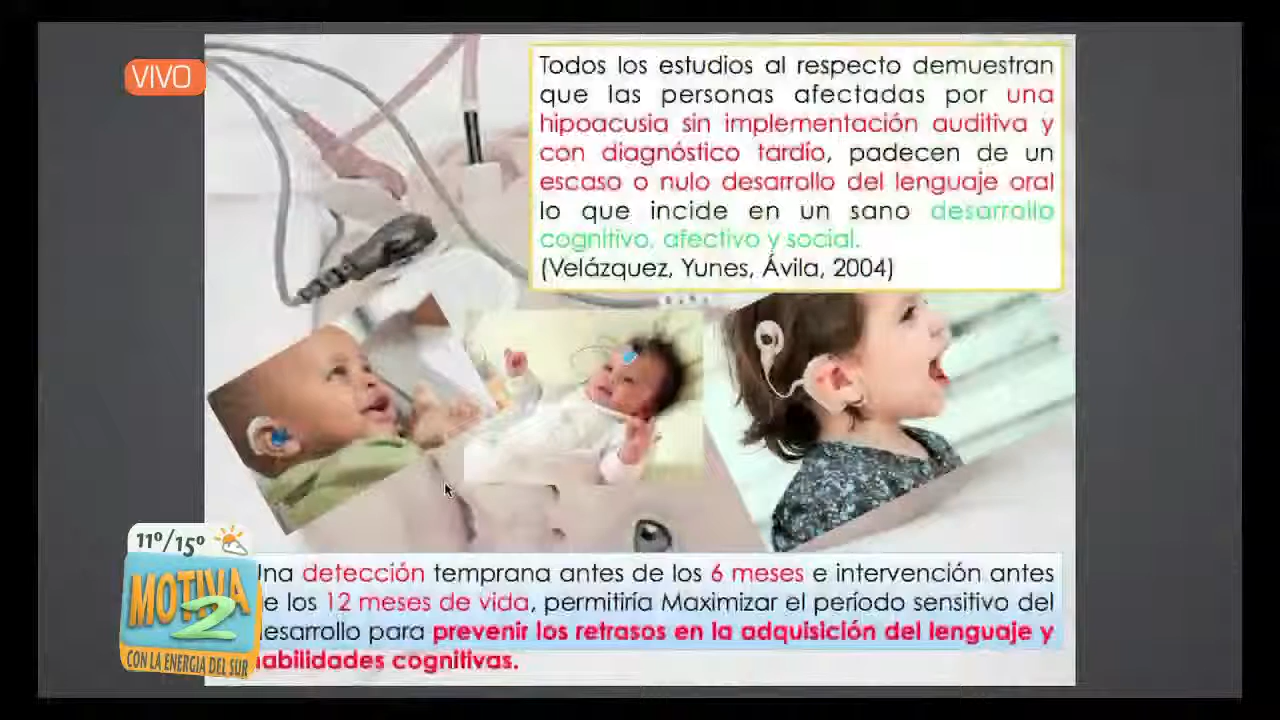 VIVO
Todos los estudios al respecto demuestran
que las personas afectadas por una
hipoacusia sin implementación auditiva y
con diagnóstico tardío, padecen de un
escaso o nulo desarrollo del lenguaje oral
lo que incide en un sano desarrollo
cognitivo, afectivo y social.
(Velázquez, Yunes, Ávila, 2004)
na detección temprana antes de los 6 meses e intervención antes
e los 12 meses de vida, permitiría Maximizar el período sensitivo del
esarrollo para prevenir los retrasos en la adquisición del lenguaje y
abilidades cognitivas.
11º/15º
MOTIVA
2
CON LA ENERGIA DEL SUR